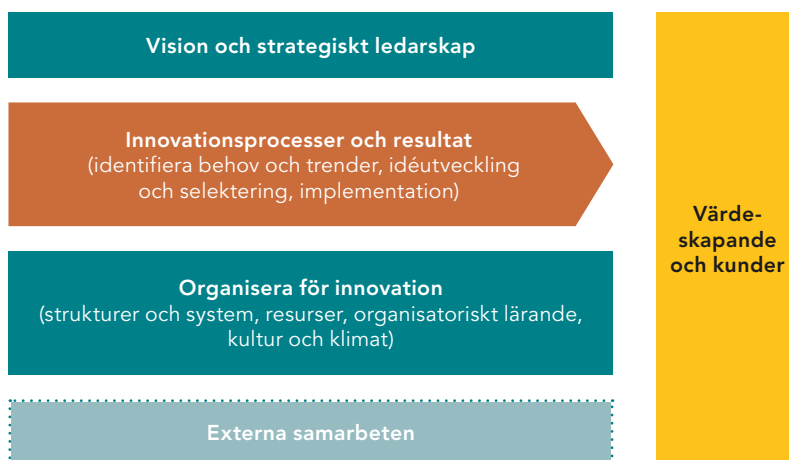 Vision och strategiskt ledarskap
Innovationsprocesser och resultat
(identifiera behov och trender, idéutveckling
och selektering, implementation)
Organisera för innovation
(strukturer och system, resurser, organisatoriskt lärande,
kultur och klimat)
Externa samarbeten
Värde-
skapande
och kunder